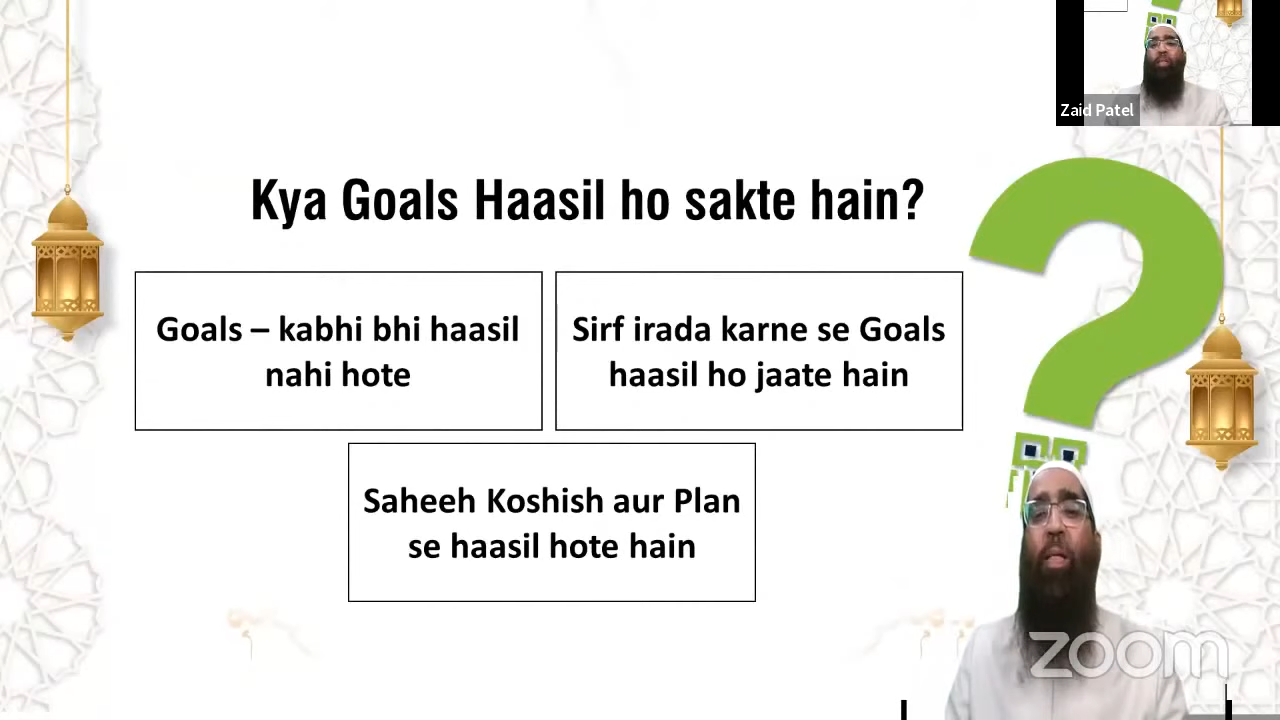 Zaid Patel
Kya Goals Haasil ho sakte hain?
Goals – kabhi bhi haasil
nahi hote
Sirf irada karne se Goals
haasil ho jaate hain
Saheeh Koshish aur Plan
se haasil hote hain
zoom